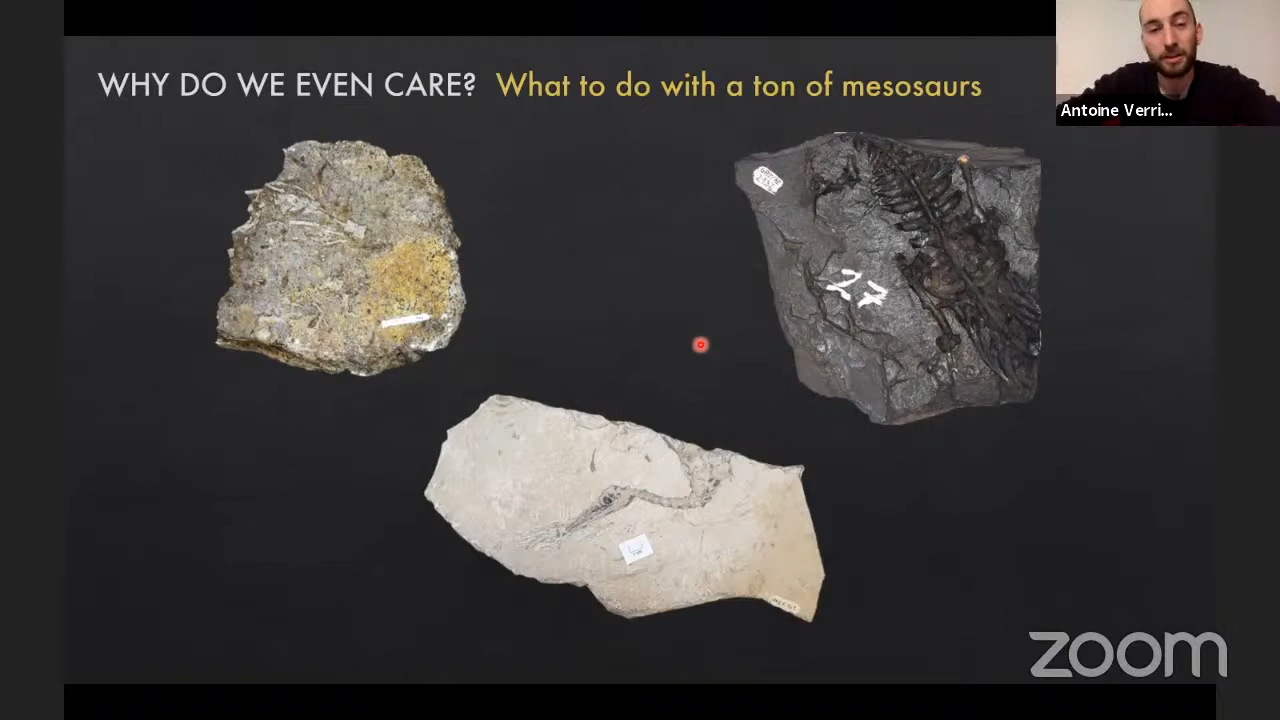 WHY DO WE EVEN CARE? What to do with a ton of mesosaurs
Antoine Verri...
27
zoom